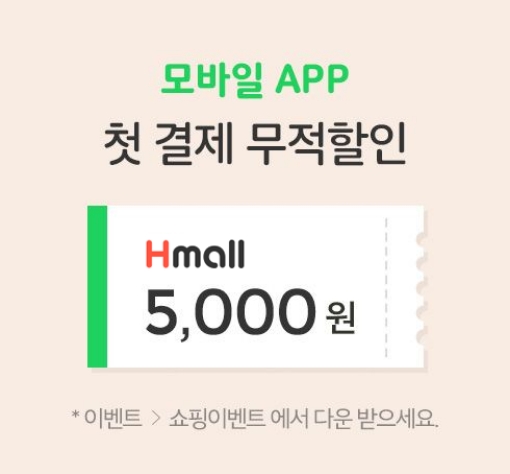 모바일 APP
첫 결제 무적할인
Hmall
5,000 원
* 이벤트 > 쇼핑이벤트 에서 다운 받으세요.